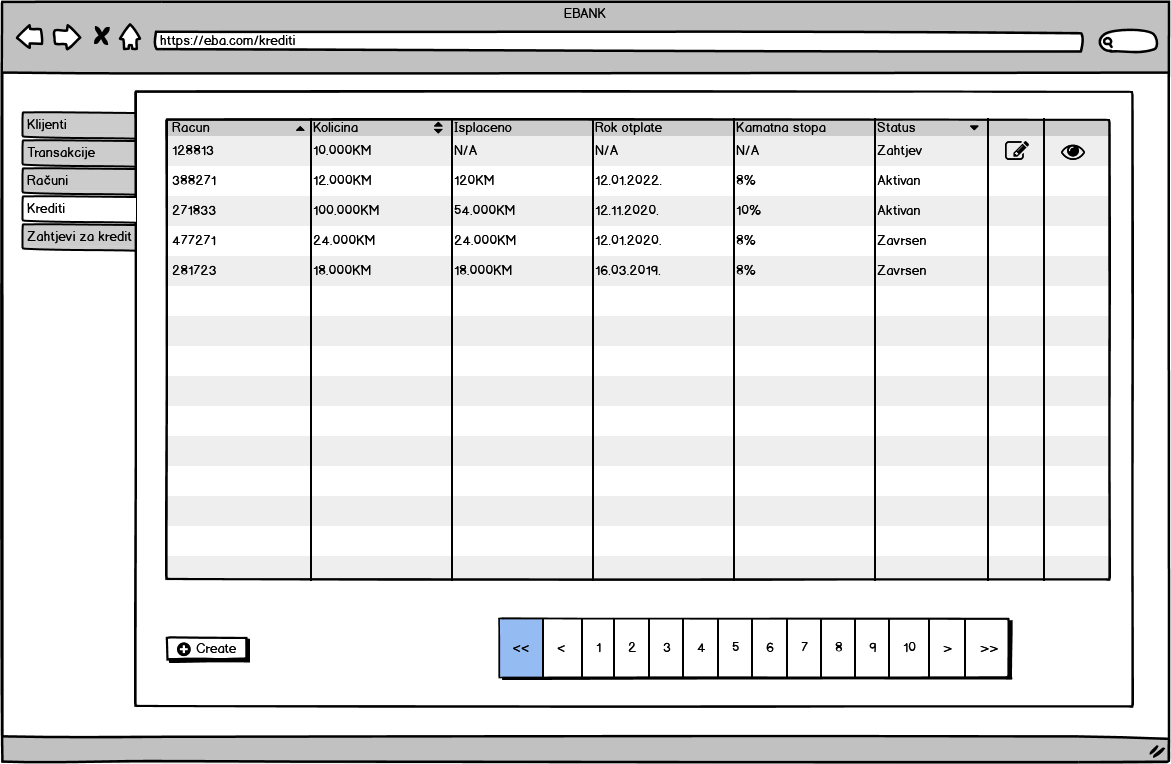 EBANK
https://eba.com/krediti
Klijenti
Transakcije
Računi
Krediti
Zahtjevi za kredit
Racun Kolicina Isplaceno Rok otplate Kamatna stopa Status
128813 10.000KM N/A N/A N/A Zahtjev
388271 12.000KM 120KM 12.01.2022. 8% Aktivan
271833 100.000KM 54.000KM 12.11.2020. 10% Aktivan
477271 24.000KM 24.000KM 12.01.2020. 8% Zavrsen
281723 18.000KM 18.000KM 16.03.2019. 8% Zavrsen
Create
<< < 1 2 3 4 5 6 7 8 9 10 > >>